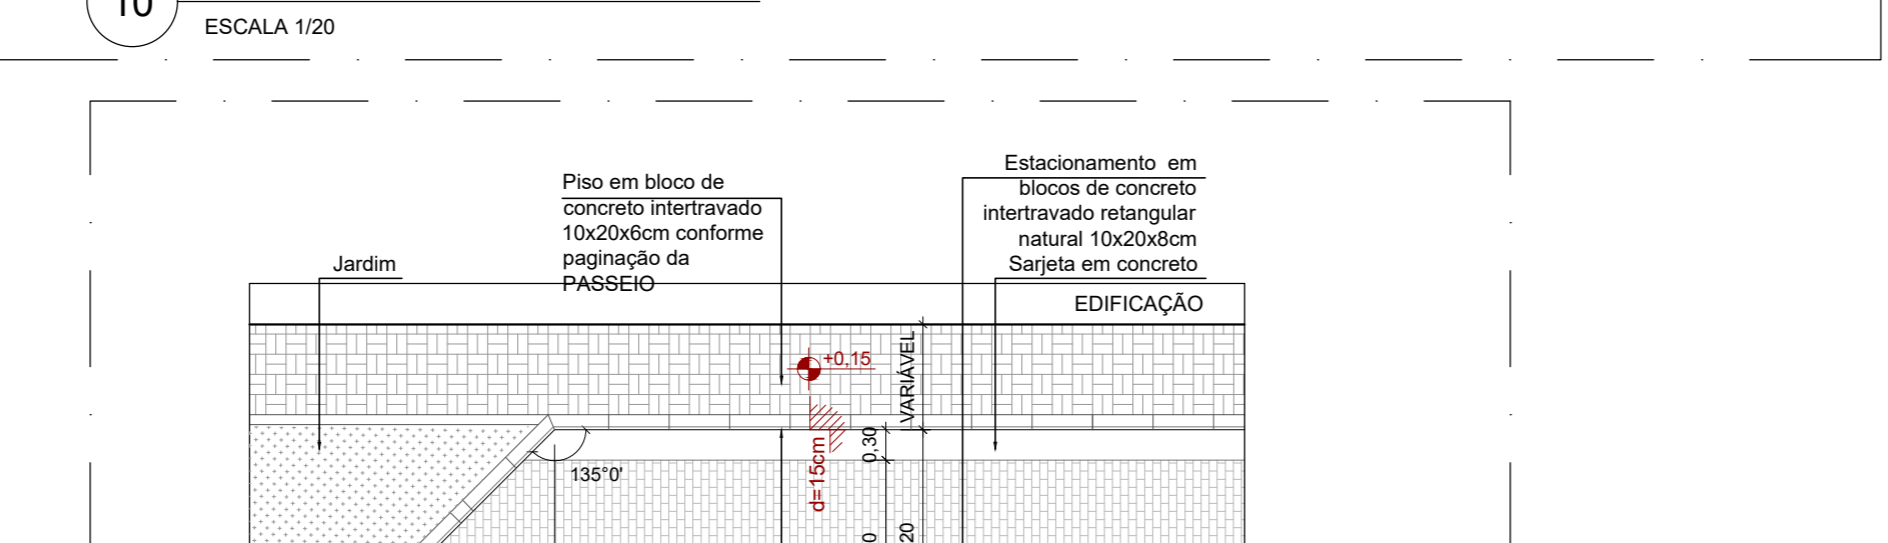 10
ESCALA 1/20
Estacionamento em
blocos de concreto
intertravado retangular
natural 10x20x8cm
Sarjeta em concreto
Piso em bloco de
concreto intertravado
10x20x6cm conforme
paginação da
PASSEIO
Jardim
EDIFICAÇÃO
+0,15
VARIÁVEL
0,30
d=15cm
135°0'
0
20